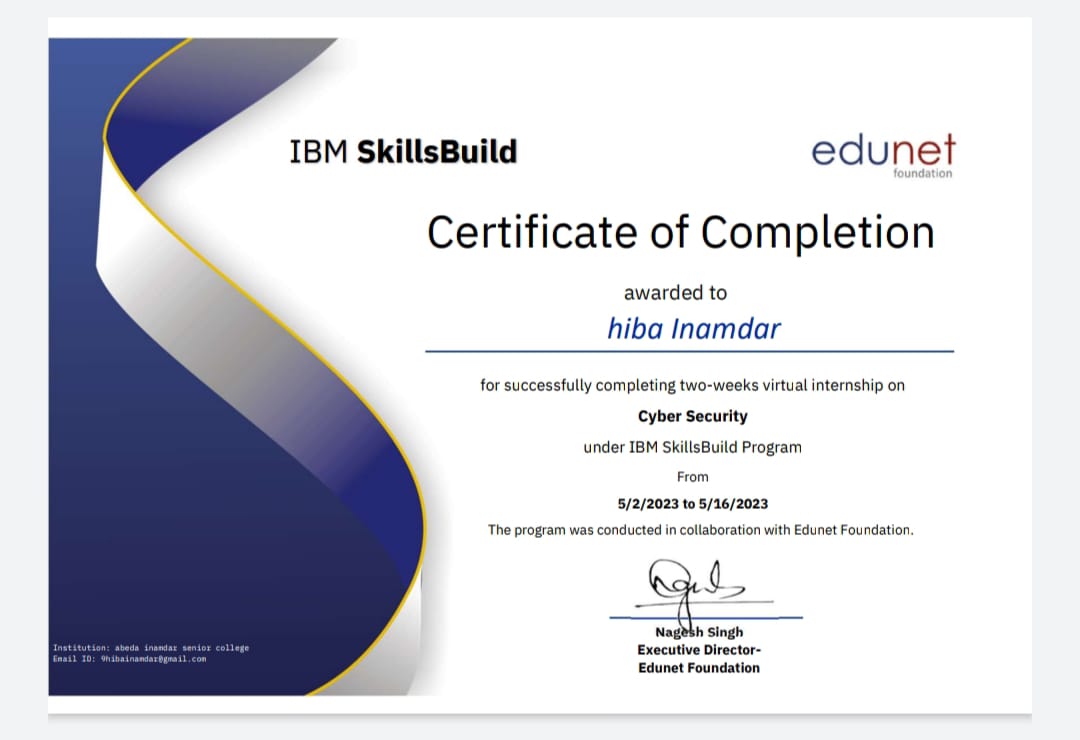 IBM SkillsBuild
edunet
foundation
Certificate of Completion
awarded to
hiba Inamdar
for successfully completing two-weeks virtual internship on
Cyber Security
under IBM SkillsBuild Program
From
5/2/2023 to 5/16/2023
The program was conducted in collaboration with Edunet Foundation.
Nagesh Singh
Executive Director-
Edunet Foundation
Institution: abeda inamdar senior college
Email ID: 9hibainamdar@gmail.com